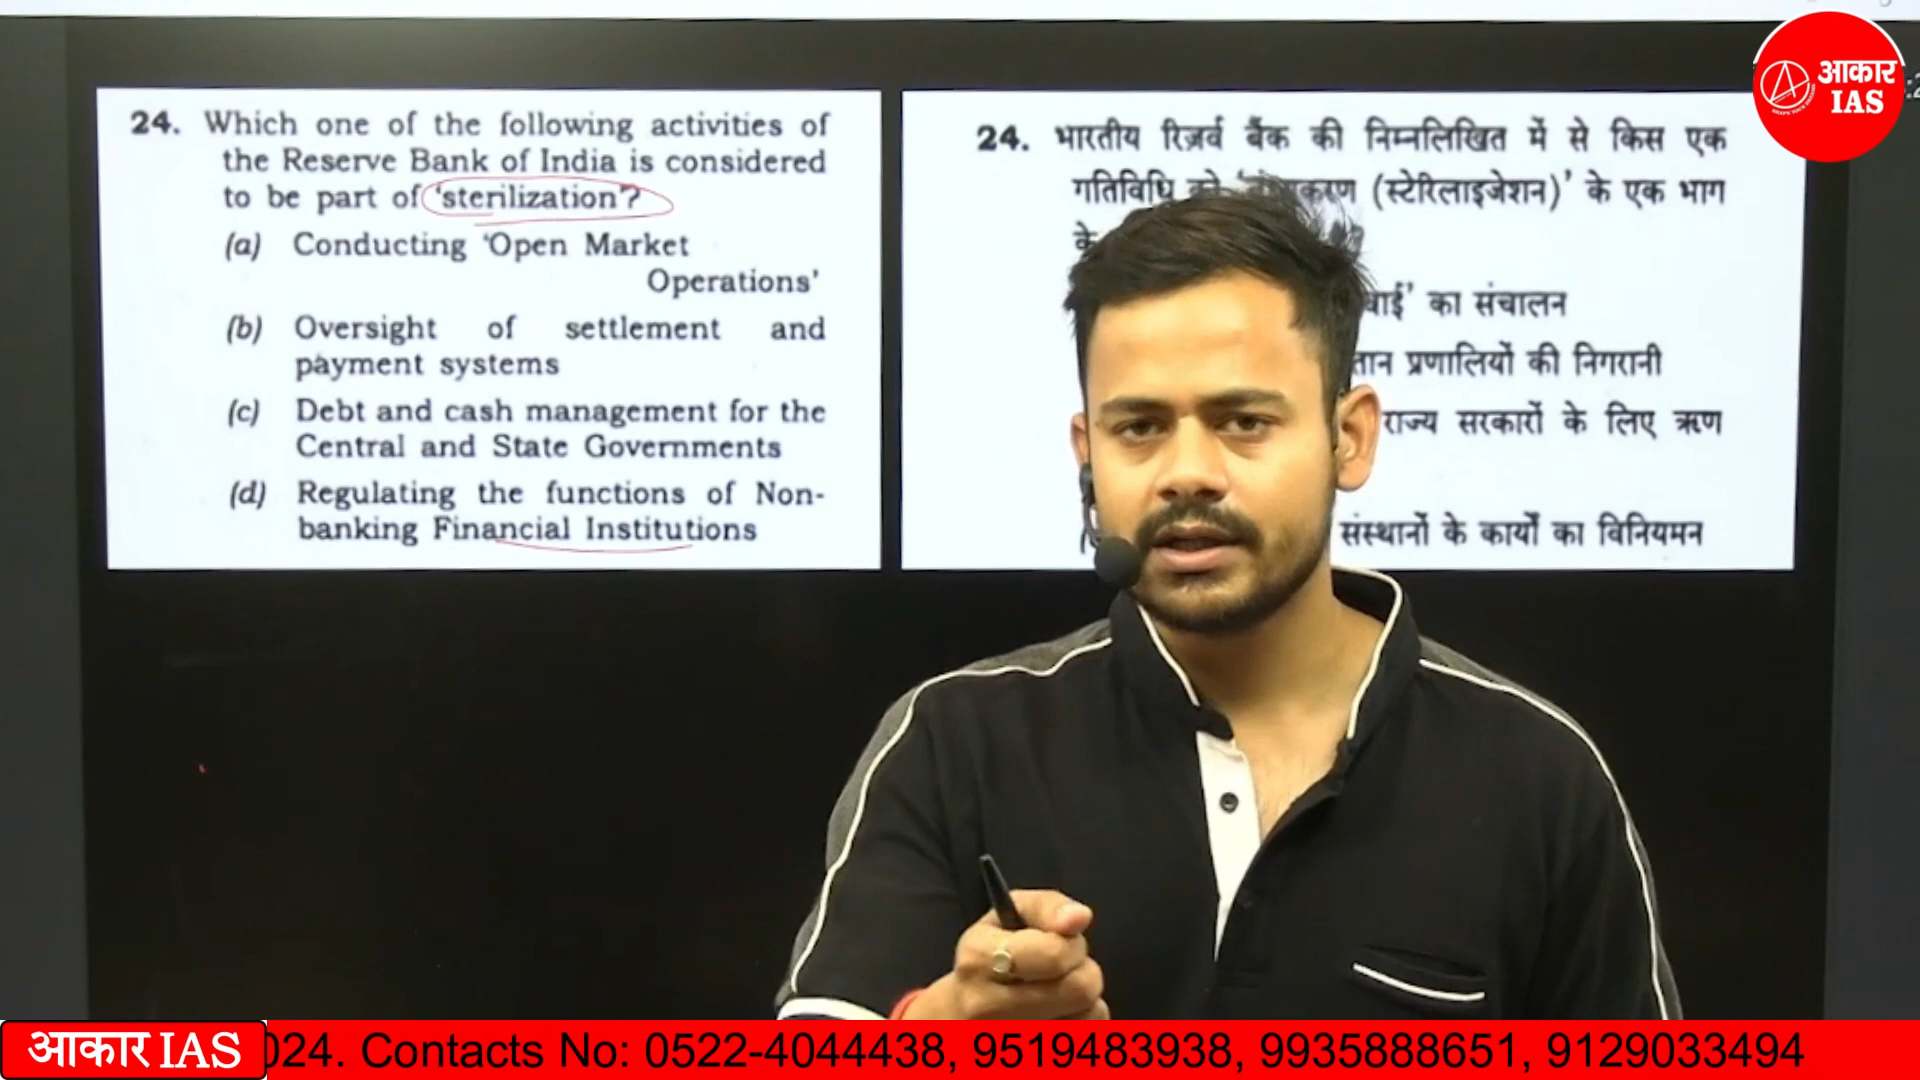 24. Which one of the following activities of
the Reserve Bank of India is considered
to be part of 'sterilization'?
(a) Conducting 'Open Market
Operations'
(b) Oversight of settlement and
payment systems
(c) Debt and cash management for the
Central and State Governments
(d) Regulating the functions of Non-
banking Financial Institutions
24. भारतीय रिज़र्व बैंक की निम्नलिखित में से किस एक
गतिविधि (स्टेरिलाइजेशन)' के एक भाग
का संचालन
प्रणालियों की निगरानी
राज्य सरकारों के लिए ऋण
संस्थानों के कार्यों का विनियमन
आकार
IAS
आकार IAS
024. Contacts No: 0522-4044438, 9519483938, 9935888651, 9129033494